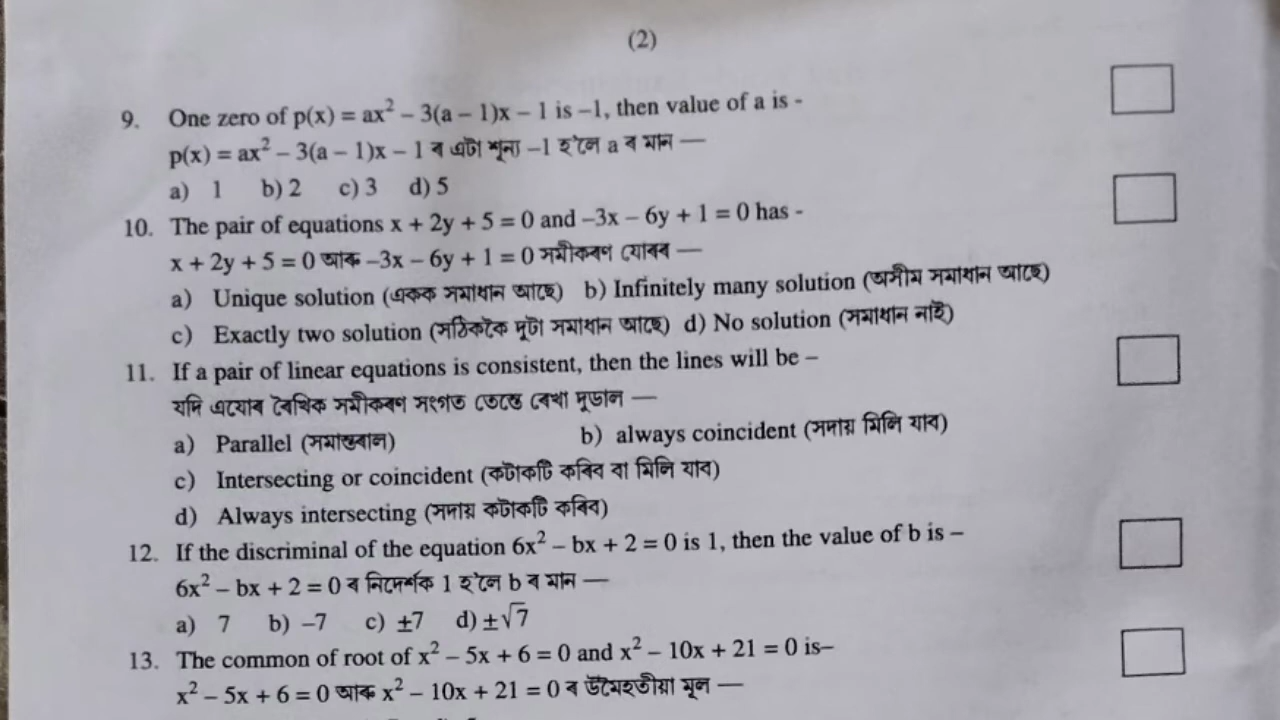 (2)
9. One zero of p(x) = ax² – 3(a – 1)x – 1 is –1, then value of a is -
p(x) = ax² – 3(a – 1)x – 1 ৰ এটা শূন্য –1 হ'লে a ৰ মান —
a) 1 b) 2 c) 3 d) 5
10. The pair of equations x + 2y + 5 = 0 and –3x – 6y + 1 = 0 has -
x + 2y + 5 = 0 আৰু –3x – 6y + 1 = 0 সমীকৰণ যোৰৰ —
a) Unique solution (একক সমাধান আছে) b) Infinitely many solution (অসীম সমাধান আছে)
c) Exactly two solution (সঠিককৈ দুটা সমাধান আছে) d) No solution (সমাধান নাই)
11. If a pair of linear equations is consistent, then the lines will be –
যদি এযোৰ ৰৈখিক সমীকৰণ সংগত তেন্তে ৰেখা দুডাল —
a) Parallel (সমান্তৰাল) b) always coincident (সদায় মিলি যাব)
c) Intersecting or coincident (কটাকটি কৰিব বা মিলি যাব)
d) Always intersecting (সদায় কটাকটি কৰিব)
12. If the discriminal of the equation 6x² – bx + 2 = 0 is 1, then the value of b is –
6x² – bx + 2 = 0 ৰ নিৰ্দেশক 1 হ'লে b ৰ মান —
a) 7 b) –7 c) ±7 d) ±√7
13. The common of root of x² – 5x + 6 = 0 and x² – 10x + 21 = 0 is–
x² – 5x + 6 = 0 আৰু x² – 10x + 21 = 0 ৰ উমৈহতীয়া মূল —